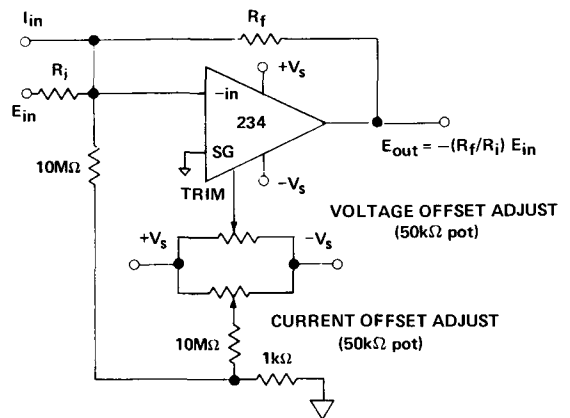 I_in
R_f
R_i
+V_s
E_in
-in
234
SG
E_out = -(R_f/R_i) E_in
10MΩ
TRIM
-V_s
VOLTAGE OFFSET ADJUST
(50kΩ pot)
+V_s
-V_s
CURRENT OFFSET ADJUST
(50kΩ pot)
10MΩ
1kΩ